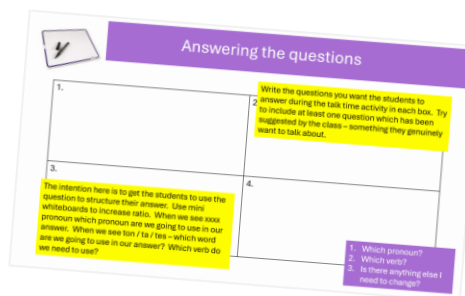 Answering the questions
1.
2
Write the questions you want the students to
answer during the talk time activity in each box. Try
to include at least one question which has been
suggested by the class – something they genuinely
want to talk about.
3.
The intention here is to get the students to use the
question to structure their answer. Use mini
whiteboards to increase ratio. When we see xxxx
pronoun which pronoun are we going to use in our
answer. When we see ton / ta / tes – which word
are we going to use in our answer? Which verb do
we need to use?
4.
1. Which pronoun?
2. Which verb?
3. Is there anything else I
need to change?